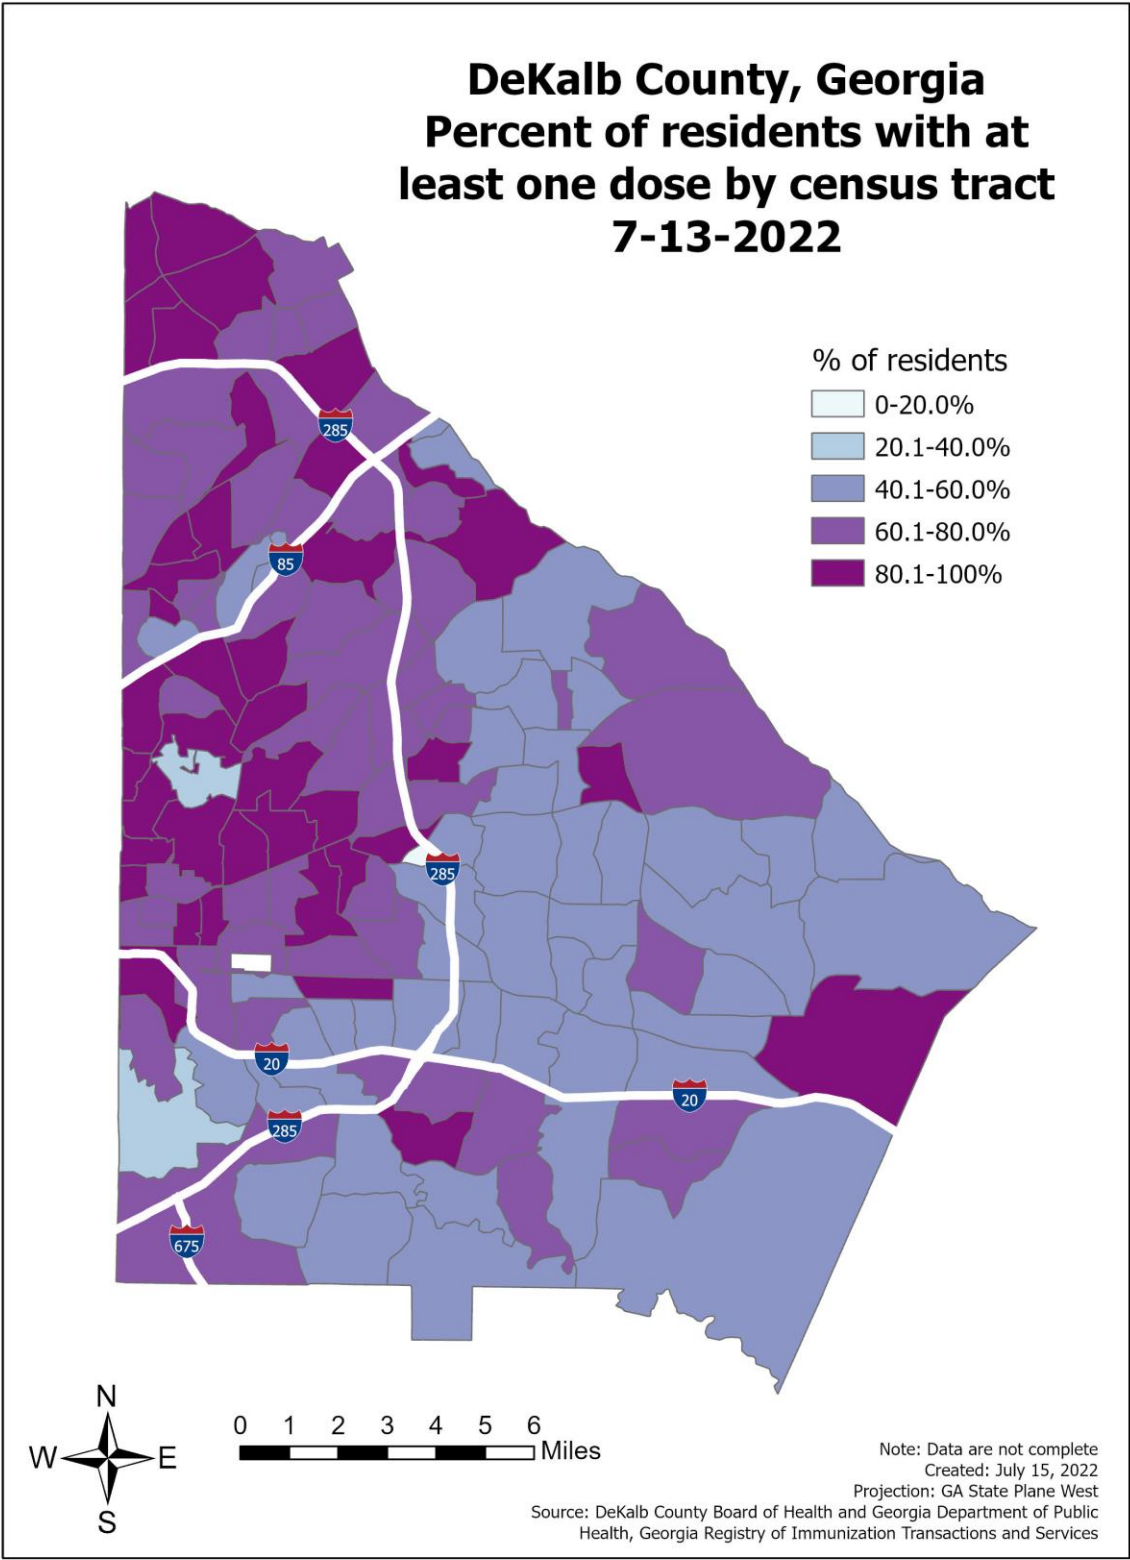 DeKalb County, Georgia
Percent of residents with at
least one dose by census tract
7-13-2022
% of residents
0-20.0%
20.1-40.0%
40.1-60.0%
60.1-80.0%
80.1-100%
285
85
285
20
20
285
675
N
W E
S
0 1 2 3 4 5 6
Miles
Note: Data are not complete
Created: July 15, 2022
Projection: GA State Plane West
Source: DeKalb County Board of Health and Georgia Department of Public
Health, Georgia Registry of Immunization Transactions and Services